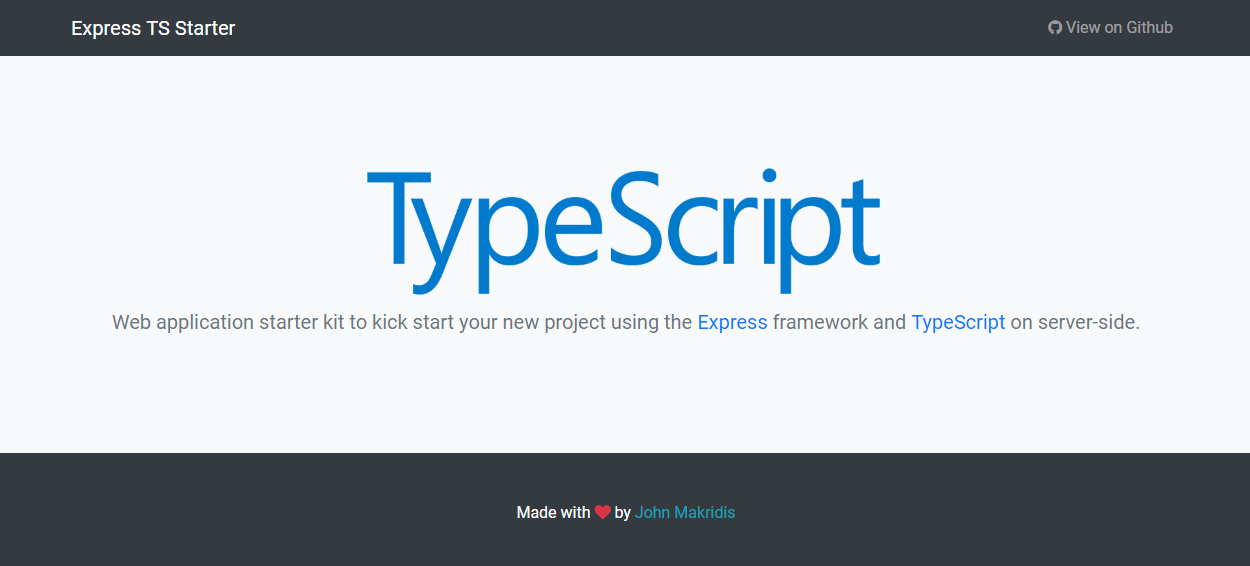 Express TS Starter
View on Github
TypeScript
Web application starter kit to kick start your new project using the Express framework and TypeScript on server-side.
Made with by John Makridis